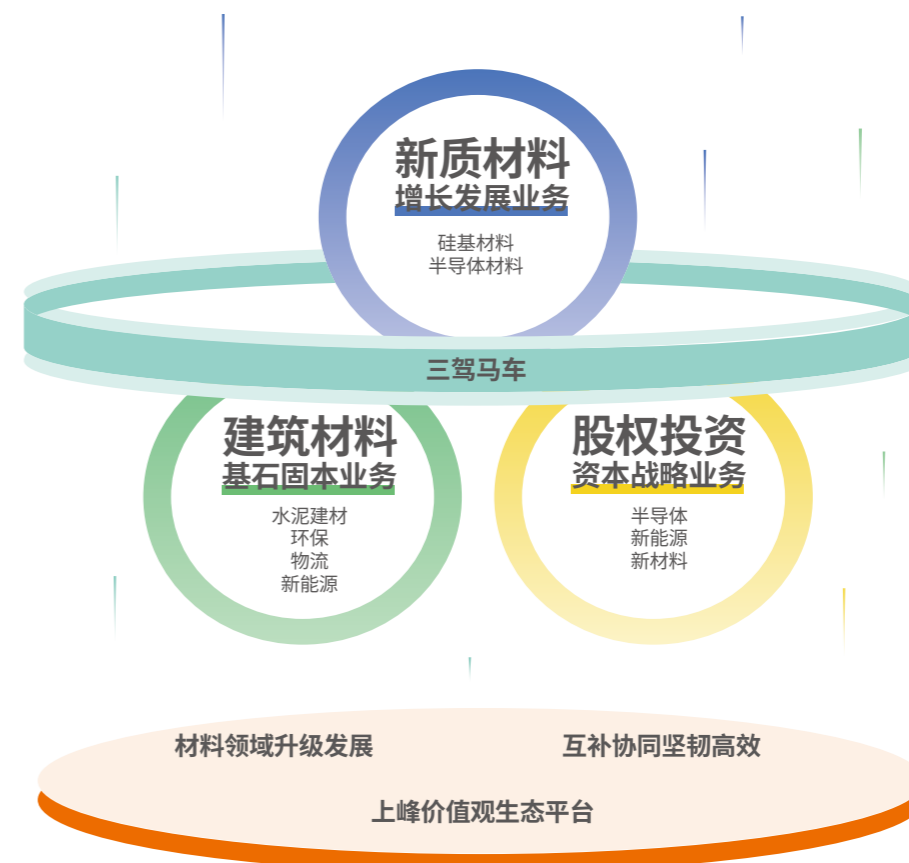 新质材料
增长发展业务
硅基材料
半导体材料
三驾马车
建筑材料
基石固本业务
水泥建材
环保
物流
新能源
股权投资
资本战略业务
半导体
新能源
新材料
材料领域升级发展
互补协同坚韧高效
上峰价值观生态平台